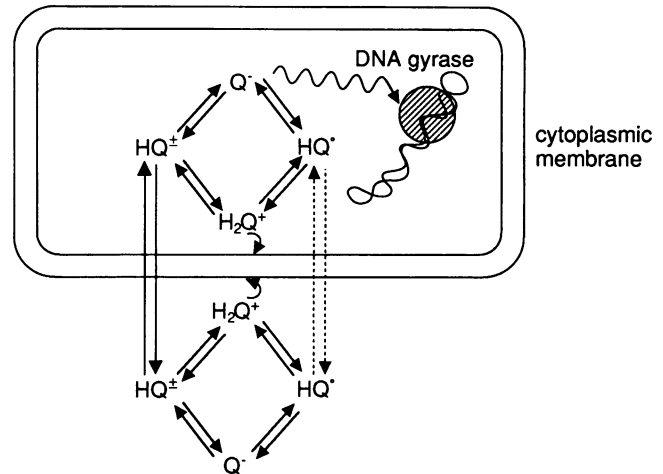 DNA gyrase
Q⁻
HQ± HQ•
cytoplasmic
membrane
H₂Q⁺
H₂Q⁺
HQ± HQ•
Q⁻